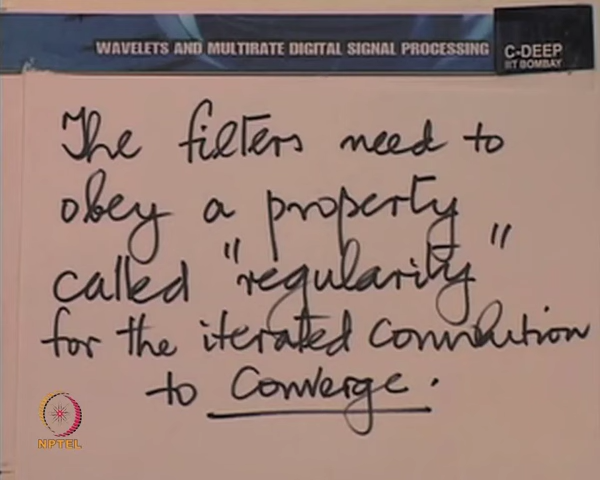 WAVELETS AND MULTIRATE DIGITAL SIGNAL PROCESSING
C-DEEP
IIT BOMBAY
The filters need to
obey a property
called "regularity"
for the iterated convolution
to Converge.
NPTEL